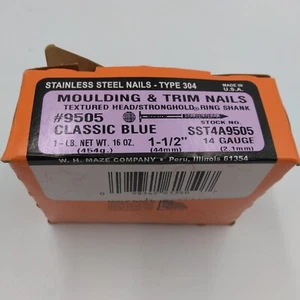 STAINLESS STEEL NAILS - TYPE 304
MADE IN
U.S.A.
MOULDING & TRIM NAILS
TEXTURED HEAD/STRONGHOLD® RING SHANK
#9505
STOCK NO.
CLASSIC BLUE
SST4A9505
1-LB. NET WT. 16 OZ.
1-1/2"
14 GAUGE
(454g.)
(44mm)
(2.1mm)
W. H. MAZE COMPANY • Peru, Illinois 61354